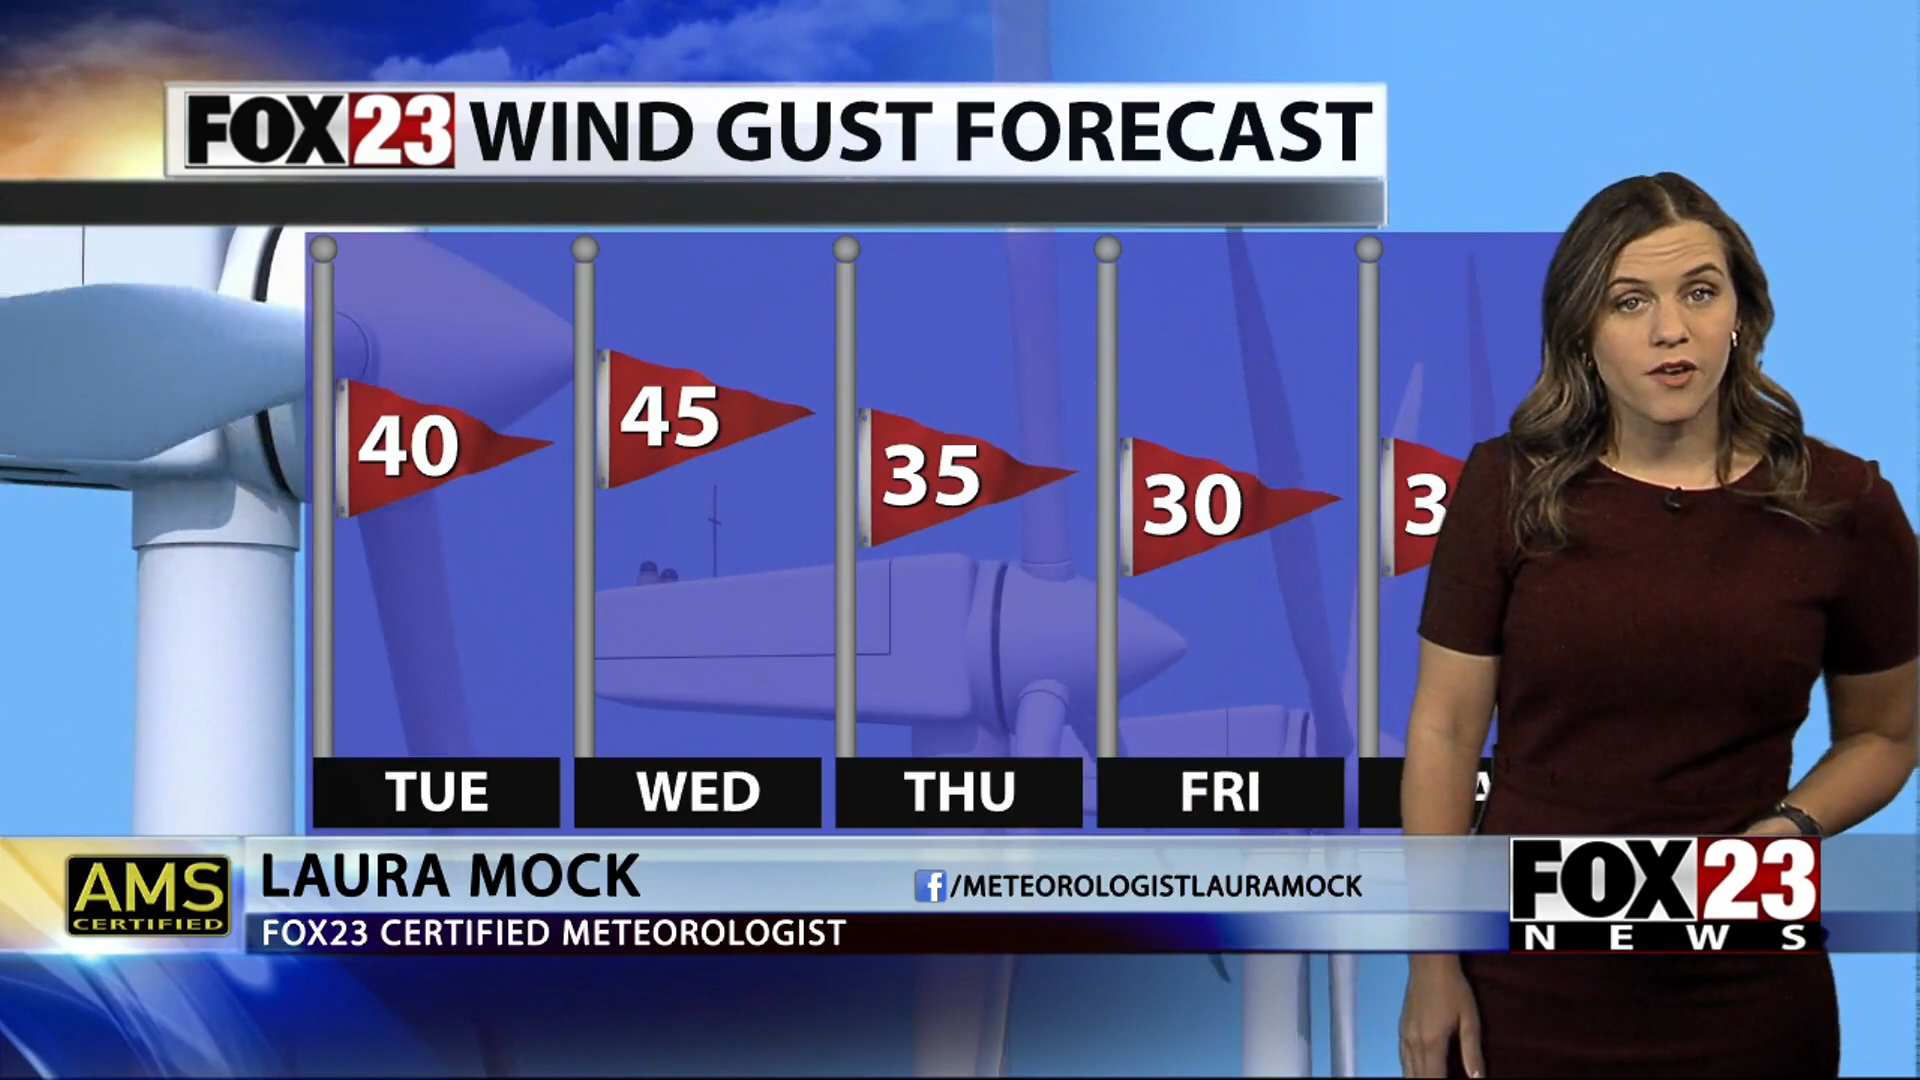 FOX23 WIND GUST FORECAST
40 45 35 30
TUE WED THU FRI
AMS
CERTIFIED
LAURA MOCK
/METEOROLOGISTLAURAMOCK
FOX23 CERTIFIED METEOROLOGIST
FOX23
NEWS